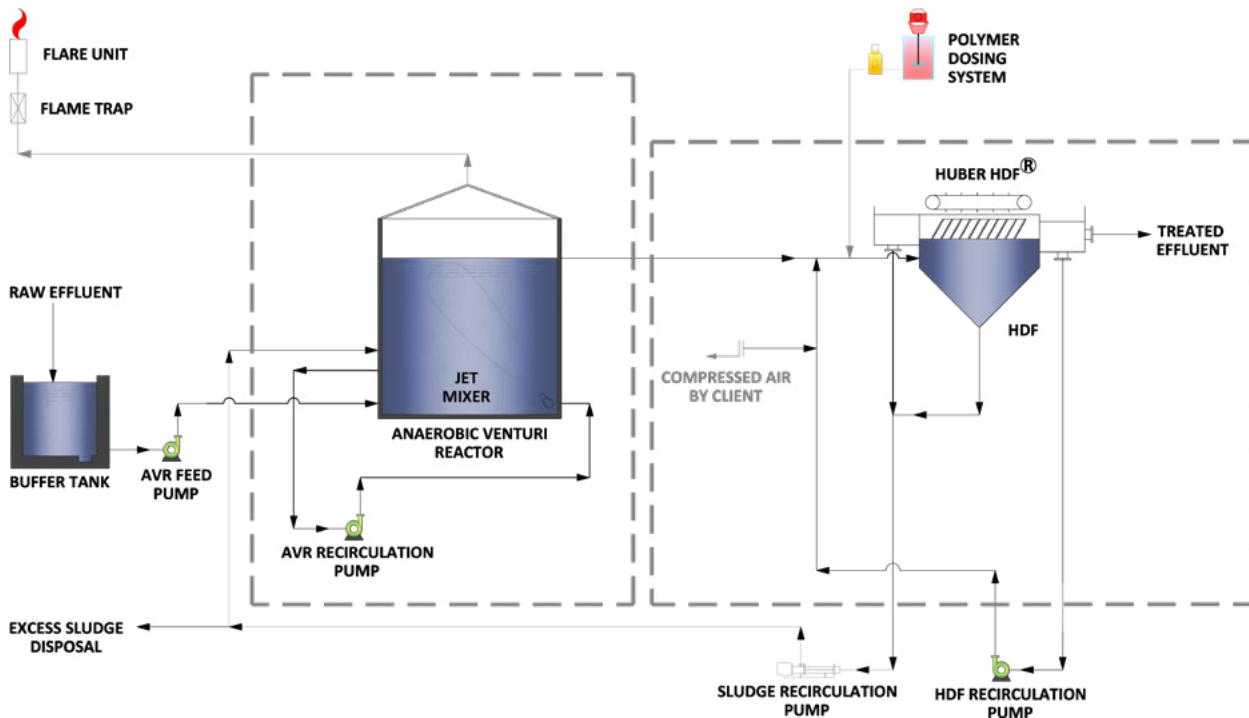 FLARE UNIT
FLAME TRAP
POLYMER
DOSING
SYSTEM
HUBER HDF®
TREATED
EFFLUENT
HDF
RAW EFFLUENT
JET
MIXER
COMPRESSED AIR
BY CLIENT
ANAEROBIC VENTURI
REACTOR
BUFFER TANK
AVR FEED
PUMP
AVR RECIRCULATION
PUMP
EXCESS SLUDGE
DISPOSAL
SLUDGE RECIRCULATION
PUMP
HDF RECIRCULATION
PUMP